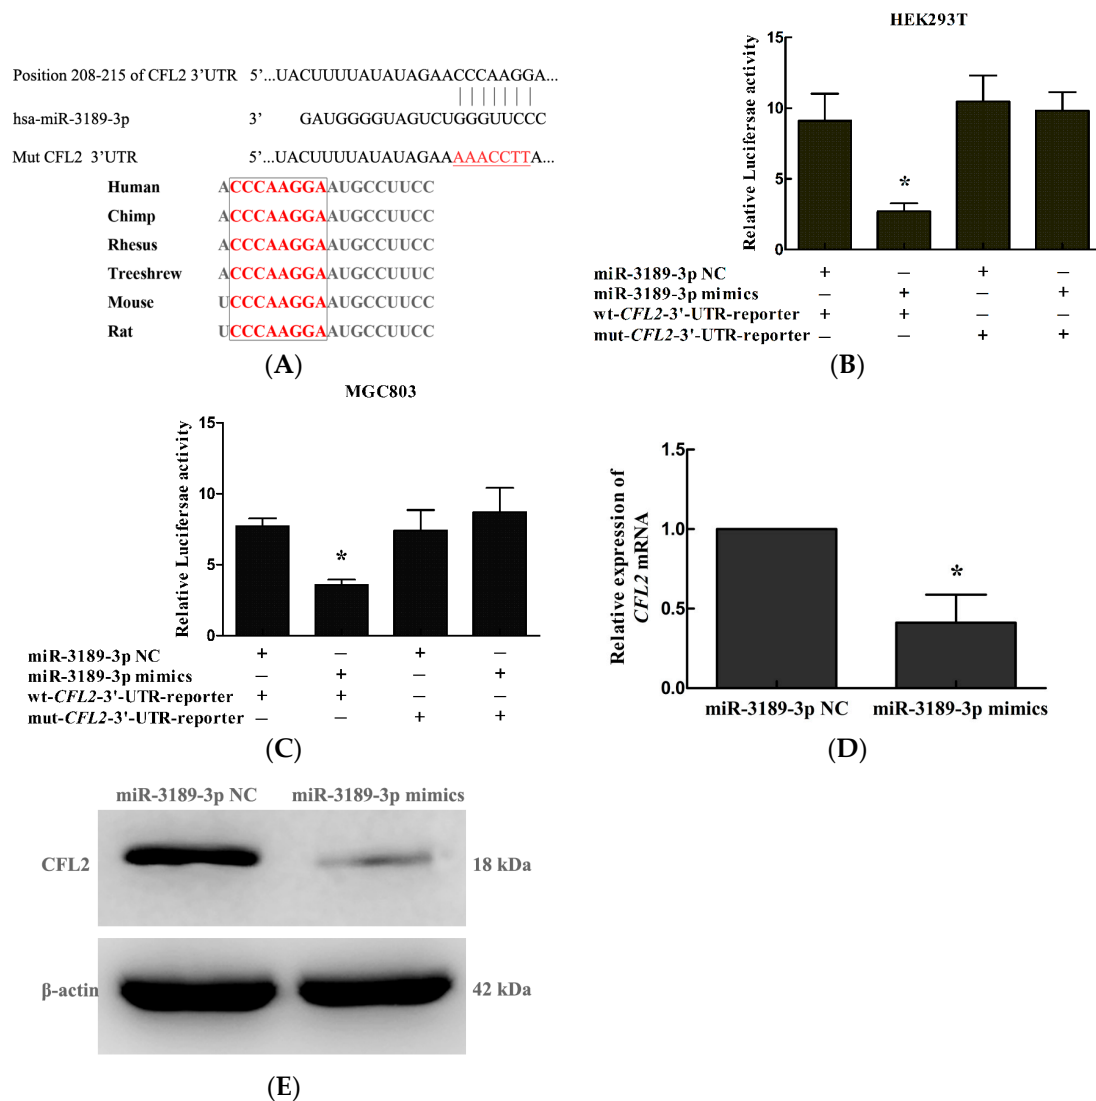 Position 208-215 of CFL2 3’UTR 5’...UACUUUUAUAUAGAACCCAAGGA...
hsa-miR-3189-3p 3’ GAUGGGGUAGUCUGGGUUCCC
Mut CFL2 3’UTR 5’...UACUUUUAUAUAGAAAAACCTTA...
Human ACCCAAGGAAUGCCUUCC
Chimp ACCCAAGGAAUGCCUUCC
Rhesus ACCCAAGGAAUGCCUUCC
Treeshrew ACCCAAGGAAUGCCUUUC
Mouse UCCCAAGGAAUGCCUUCC
Rat UCCCAAGGAAUGCCUUCC
(A)
HEK293T
Relative Lucifersae activity
15
10
5
0
*
miR-3189-3p NC + – + –
miR-3189-3p mimics – + – +
wt-CFL2-3'-UTR-reporter + + – –
mut-CFL2-3'-UTR-reporter – – + +
(B)
MGC803
Relative Lucifersae activity
15
10
5
0
*
miR-3189-3p NC + – + –
miR-3189-3p mimics – + – +
wt-CFL2-3'-UTR-reporter + + – –
mut-CFL2-3'-UTR-reporter – – + +
(C)
Relative expression of
CFL2 mRNA
1.5
1.0
0.5
0.0
*
miR-3189-3p NC miR-3189-3p mimics
(D)
miR-3189-3p NC miR-3189-3p mimics
CFL2 18 kDa
β-actin 42 kDa
(E)